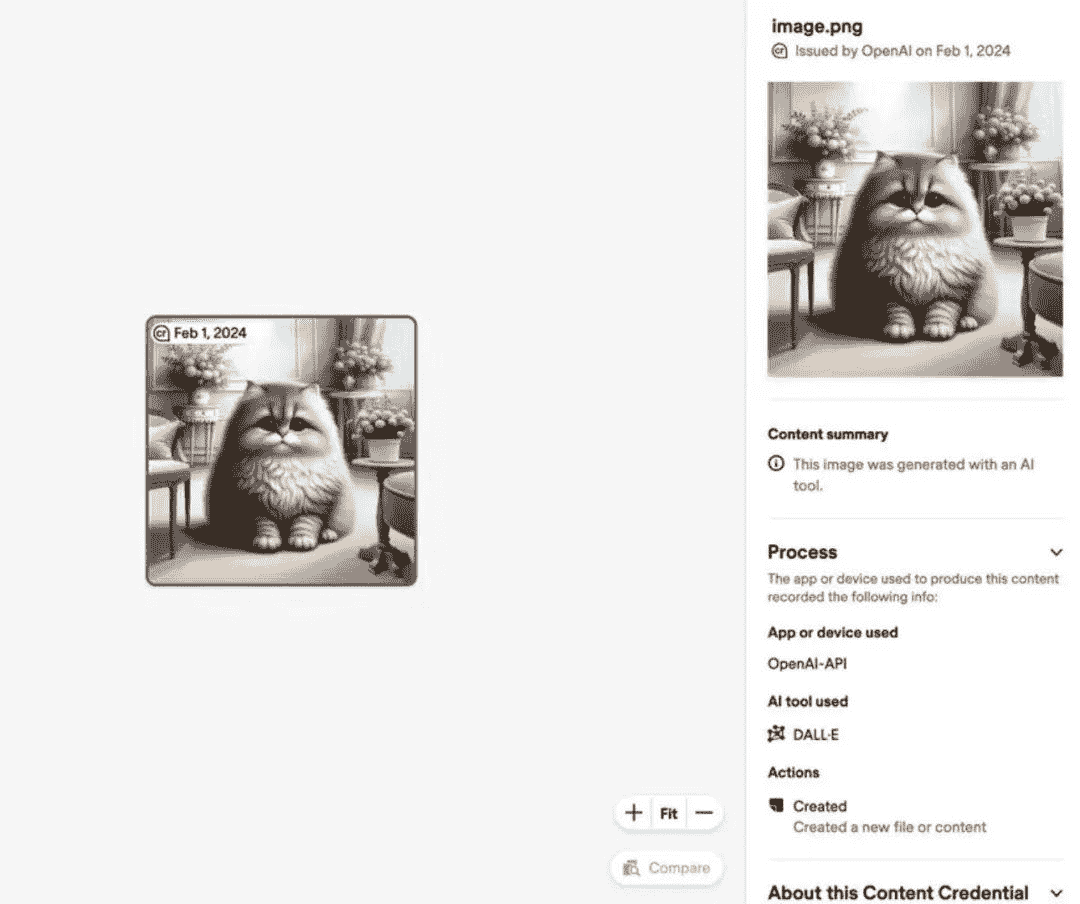 Feb 1, 2024
Fit
Compare
image.png
Issued by OpenAI on Feb 1, 2024
Content summary
This image was generated with an AI
tool.
Process
The app or device used to produce this content
recorded the following info:
App or device used
OpenAI-API
AI tool used
DALL·E
Actions
Created
Created a new file or content
About this Content Credential